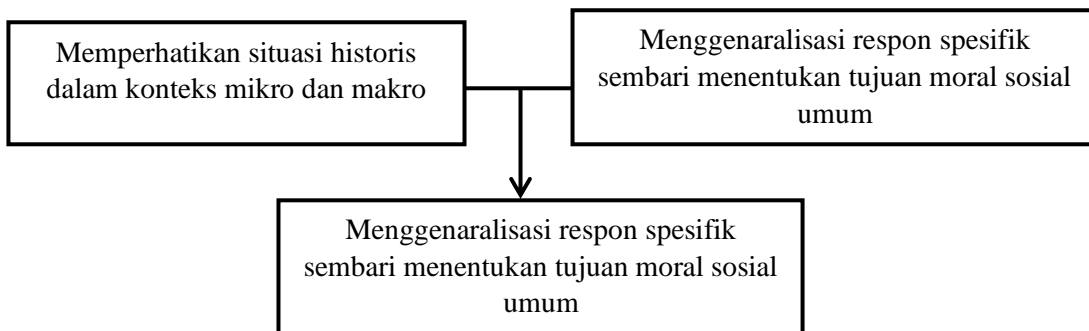 Memperhatikan situasi historis
dalam konteks mikro dan makro
Menggenaralisasi respon spesifik
sembari menentukan tujuan moral sosial
umum
Menggenaralisasi respon spesifik
sembari menentukan tujuan moral sosial
umum